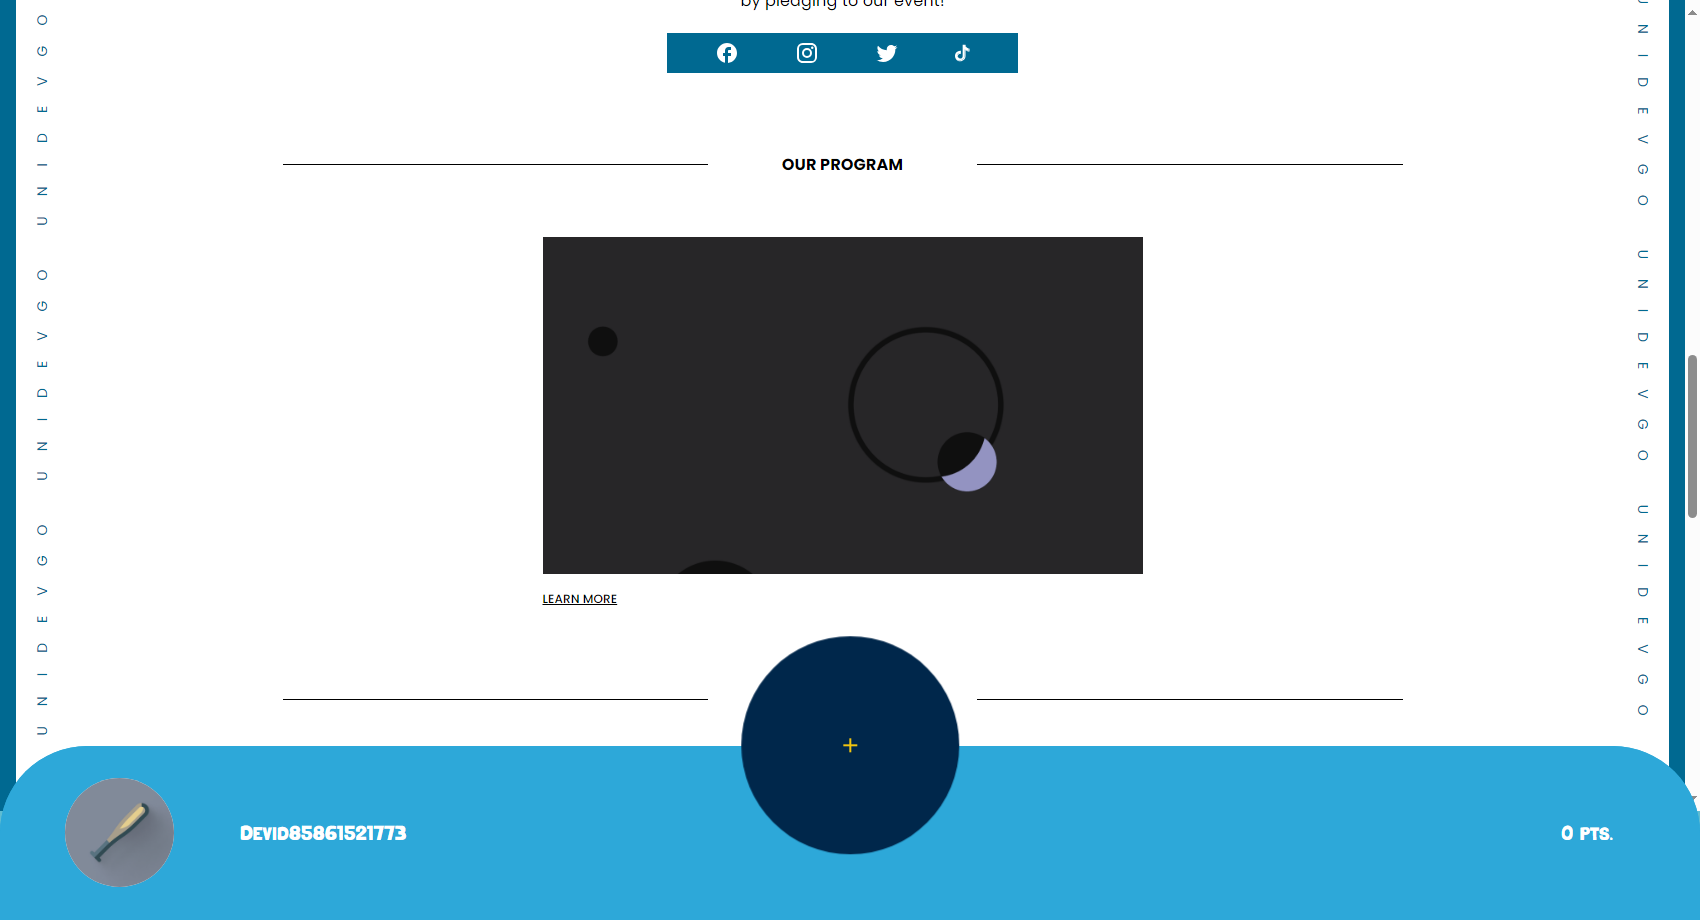 by pledging to our event!
OUR PROGRAM
LEARN MORE
UNIDEVGO UNIDEVGO UNIDEVGO
UNIDEVGO UNIDEVGO UNIDEVGO
+
DEVID85861521773
0 PTS.